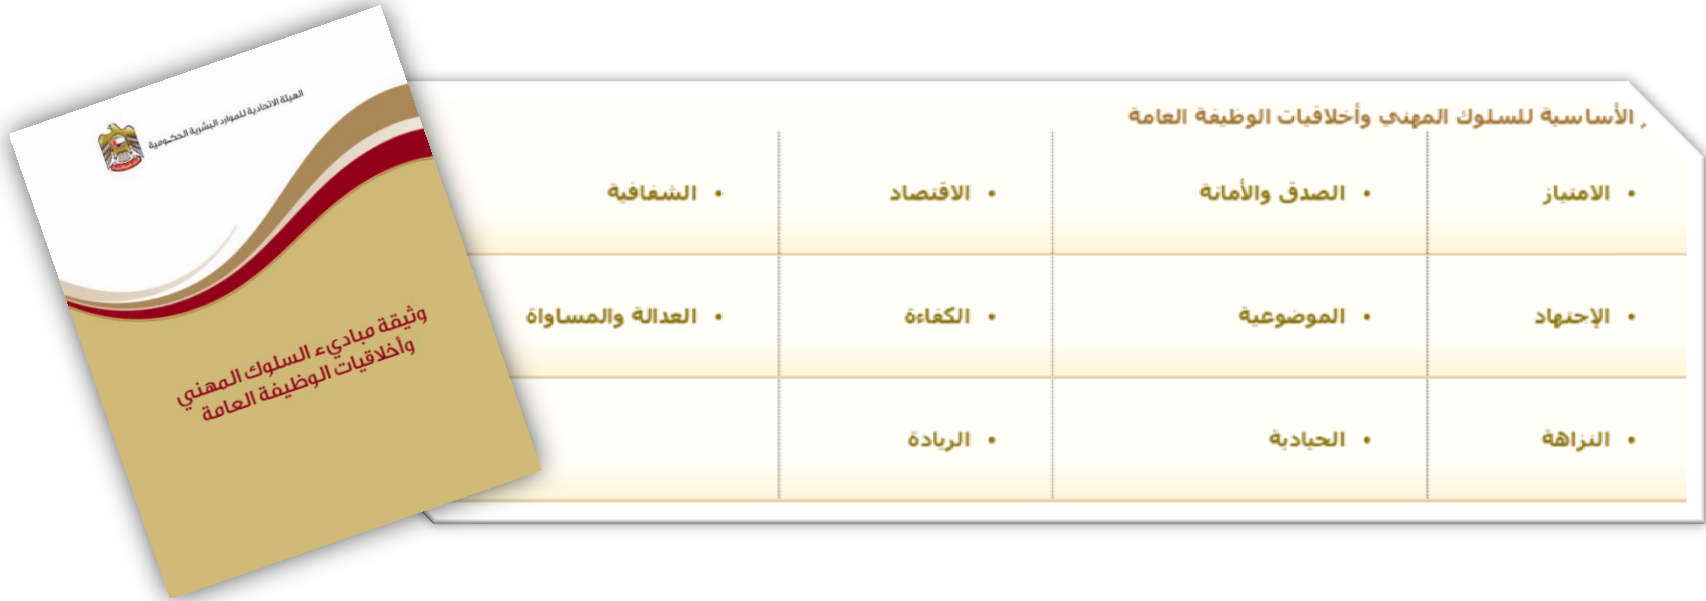 الهيئة الاتحادية للموارد البشرية الحكومية
وثيقة مباديء السلوك المهني
وأخلاقيات الوظيفة العامة
الأساسية للسلوك المهني وأخلاقيات الوظيفة العامة
• الامتياز • الصدق والأمانة • الاقتصاد • الشفافية
• الإجتهاد • الموضوعية • الكفاءة • العدالة والمساواة
• النزاهة • الحيادية • الريادة